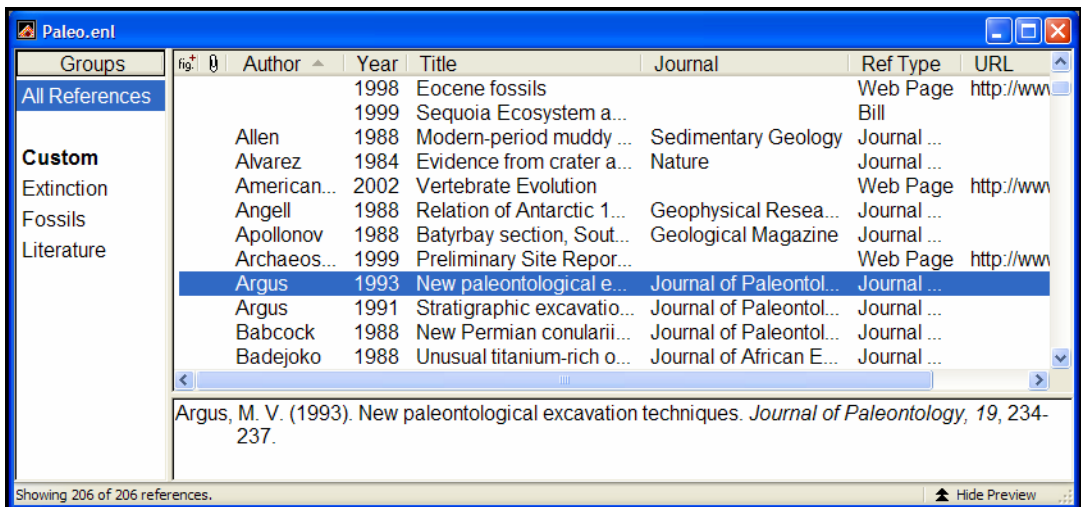 Paleo.enl
Groups
fig. Author Year Title Journal Ref Type URL
All References
Custom
Extinction
Fossils
Literature
1998 Eocene fossils Web Page http://www
1999 Sequoia Ecosystem a... Bill
Allen 1988 Modern-period muddy ... Sedimentary Geology Journal ...
Alvarez 1984 Evidence from crater a... Nature Journal ...
American... 2002 Vertebrate Evolution Web Page http://www
Angell 1988 Relation of Antarctic 1... Geophysical Resea... Journal ...
Apollonov 1988 Batyrbay section, Sout... Geological Magazine Journal ...
Archaeos... 1999 Preliminary Site Repor... Web Page http://www
Argus 1993 New paleontological e... Journal of Paleontol... Journal ...
Argus 1991 Stratigraphic excavatio... Journal of Paleontol... Journal ...
Babcock 1988 New Permian conularii... Journal of Paleontol... Journal ...
Badejoko 1988 Unusual titanium-rich o... Journal of African E... Journal ...
Argus, M. V. (1993). New paleontological excavation techniques. Journal of Paleontology, 19, 234-
237.
Showing 206 of 206 references.
Hide Preview